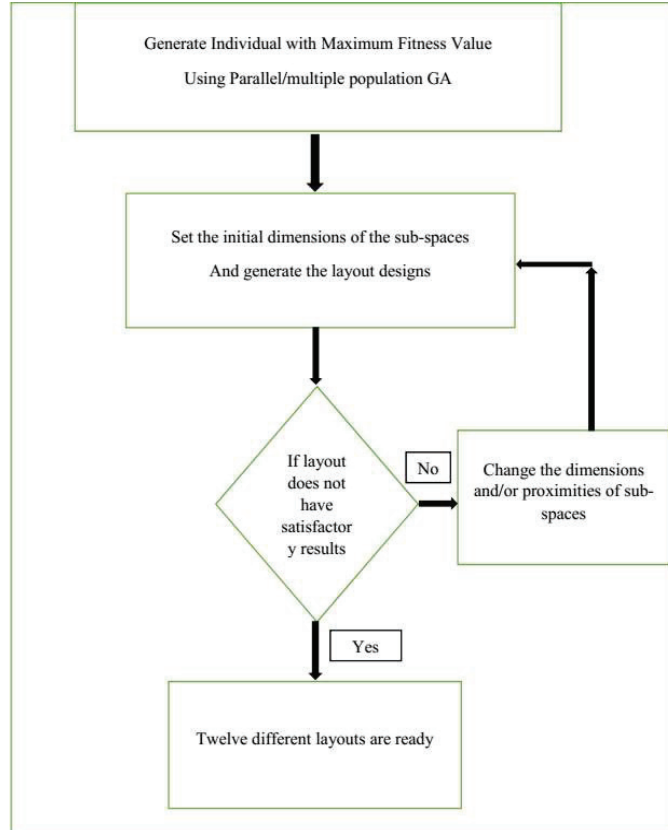 Generate Individual with Maximum Fitness Value
Using Parallel/multiple population GA
Set the initial dimensions of the sub-spaces
And generate the layout designs
If layout
does not
have
satisfactor
y results
No
Change the dimensions
and/or proximities of sub-
spaces
Yes
Twelve different layouts are ready